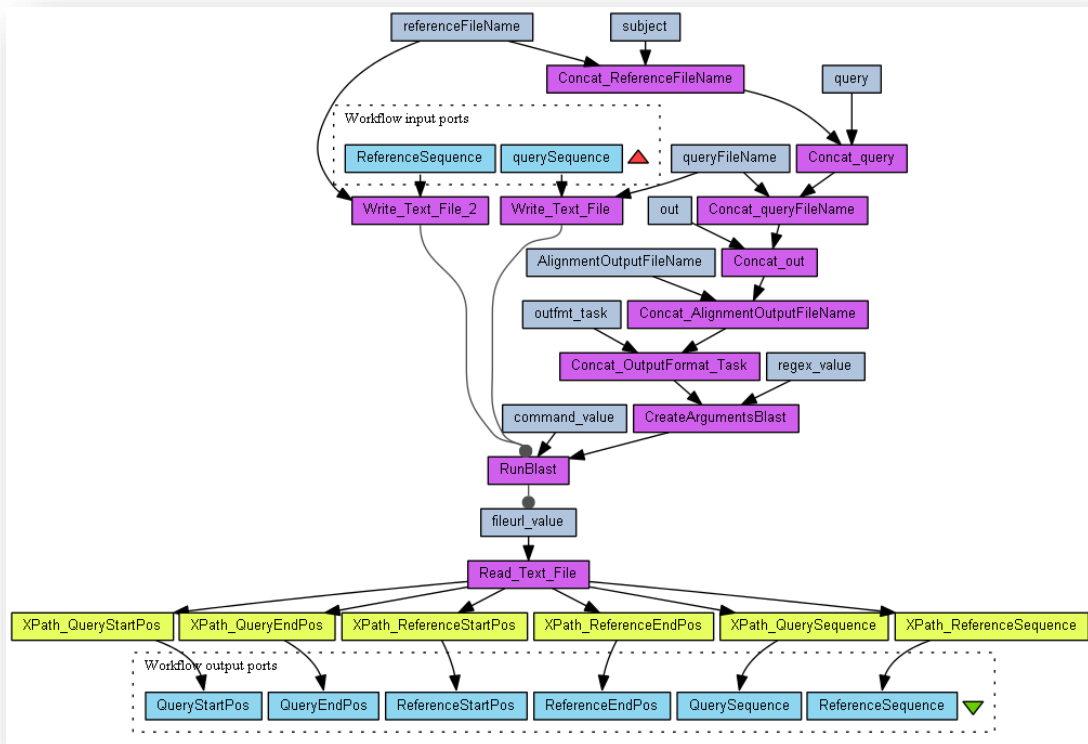 referenceFileName
subject
Concat_ReferenceFileName
query
Workflow input ports
ReferenceSequence
querySequence
queryFileName
Concat_query
Write_Text_File_2
Write_Text_File
out
Concat_queryFileName
AlignmentOutputFileName
Concat_out
outfmt_task
Concat_AlignmentOutputFileName
Concat_OutputFormat_Task
regex_value
command_value
CreateArgumentsBlast
RunBlast
fileurl_value
Read_Text_File
XPath_QueryStartPos
XPath_QueryEndPos
XPath_ReferenceStartPos
XPath_ReferenceEndPos
XPath_QuerySequence
XPath_ReferenceSequence
Workflow output ports
QueryStartPos
QueryEndPos
ReferenceStartPos
ReferenceEndPos
QuerySequence
ReferenceSequence